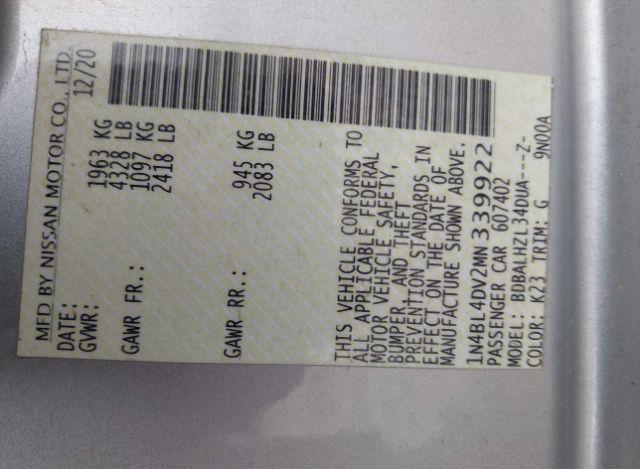 MFD BY NISSAN MOTOR CO., LTD.
DATE: 12/20
GVWR: 1963 KG
4328 LB
GAWR FR.: 1097 KG
2418 LB
GAWR RR.: 945 KG
2083 LB
THIS VEHICLE CONFORMS TO
ALL APPLICABLE FEDERAL
MOTOR VEHICLE SAFETY,
BUMPER, AND THEFT
PREVENTION STANDARDS IN
EFFECT ON THE DATE OF
MANUFACTURE SHOWN ABOVE.
1N4BL4DV2MN339922
PASSENGER CAR 607402
MODEL: BDBALHZL34DUA---Z-
COLOR: K23 TRIM: G 9N00A